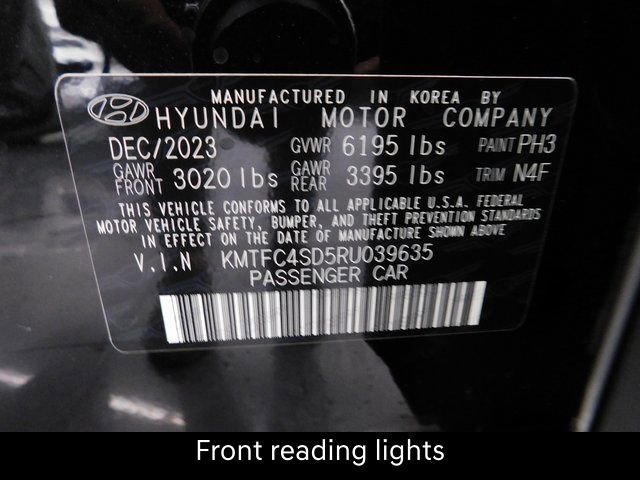 MANUFACTURED IN KOREA BY
HYUNDAI MOTOR COMPANY
DEC/2023 GVWR 6195 lbs PAINT PH3
GAWR FRONT 3020 lbs GAWR REAR 3395 lbs TRIM N4F
THIS VEHICLE CONFORMS TO ALL APPLICABLE U.S.A. FEDERAL
MOTOR VEHICLE SAFETY, BUMPER, AND THEFT PREVENTION STANDARDS
IN EFFECT ON THE DATE OF MANUFACTURE SHOWN ABOVE
V.I.N KMTFC4SD5RU039635
PASSENGER CAR
Front reading lights